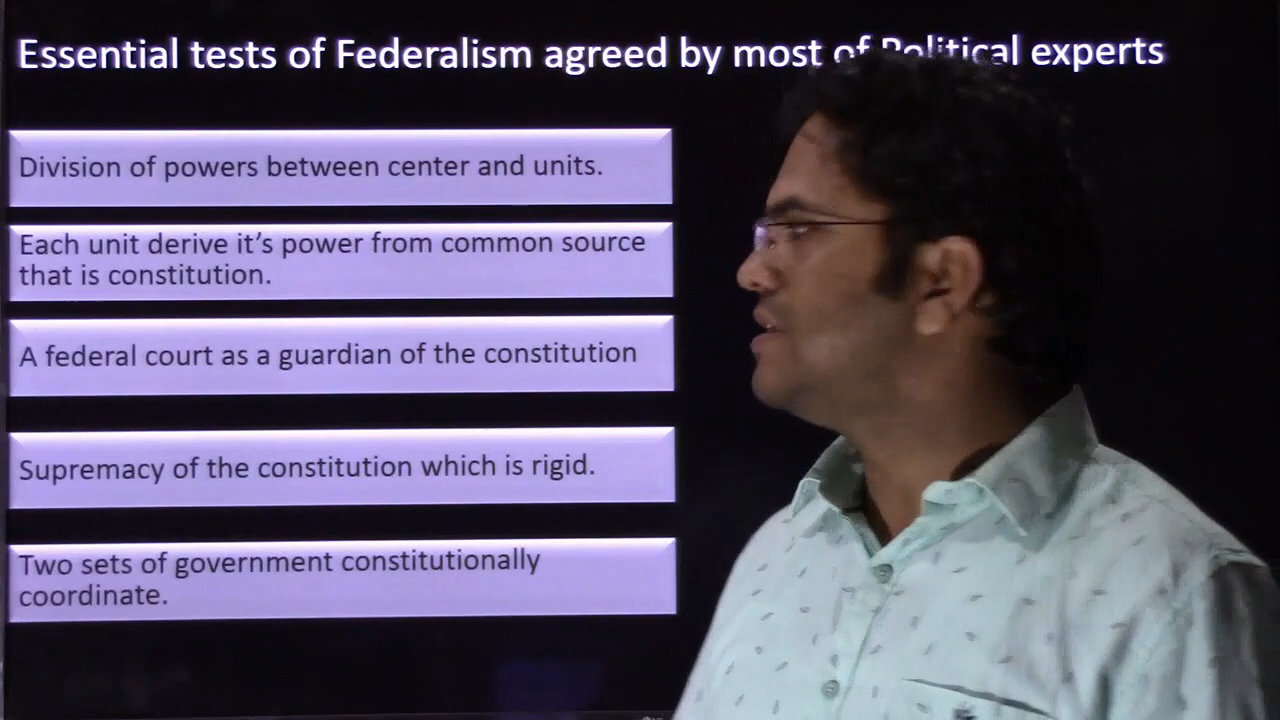 Essential tests of Federalism agreed by most of Political experts
Division of powers between center and units.
Each unit derive it's power from common source
that is constitution.
A federal court as a guardian of the constitution
Supremacy of the constitution which is rigid.
Two sets of government constitutionally
coordinate.